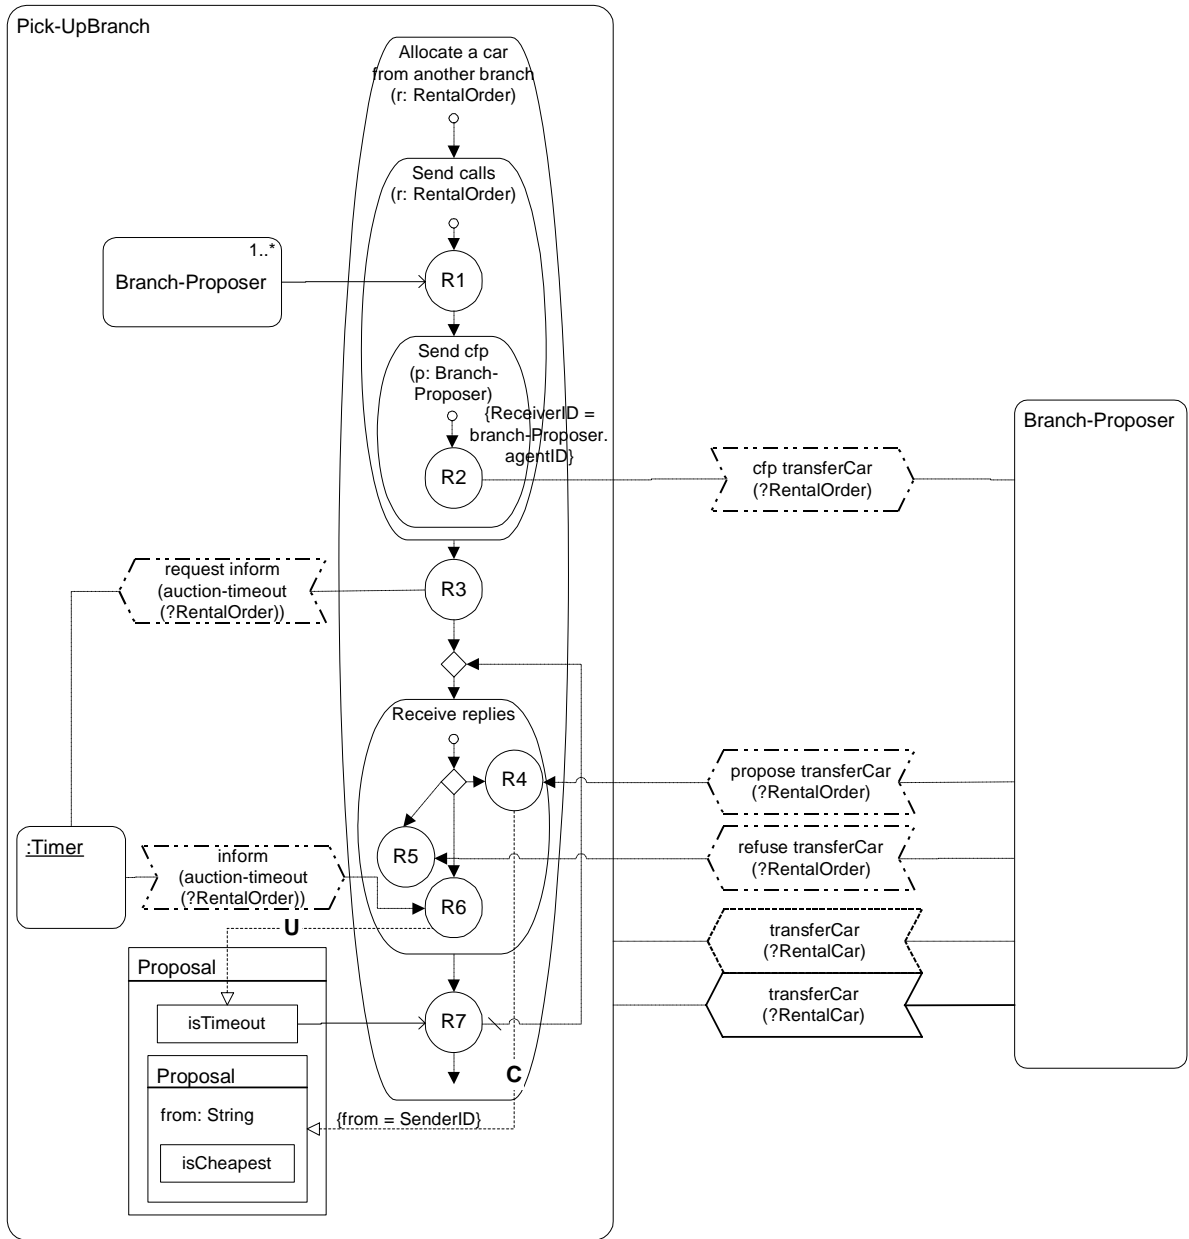 Pick-UpBranch
Allocate a car
from another branch
(r: RentalOrder)
Send calls
(r: RentalOrder)
1..*
Branch-Proposer
R1
Send cfp
(p: Branch-
Proposer)
{ReceiverID =
branch-Proposer.
agentID}
R2
cfp transferCar
(?RentalOrder)
Branch-Proposer
request inform
(auction-timeout
(?RentalOrder))
R3
Receive replies
R4
propose transferCar
(?RentalOrder)
:Timer
inform
(auction-timeout
(?RentalOrder))
R5
refuse transferCar
(?RentalOrder)
R6
U
transferCar
(?RentalCar)
Proposal
isTimeout
R7
transferCar
(?RentalCar)
C
Proposal
from: String
{from = SenderID}
isCheapest